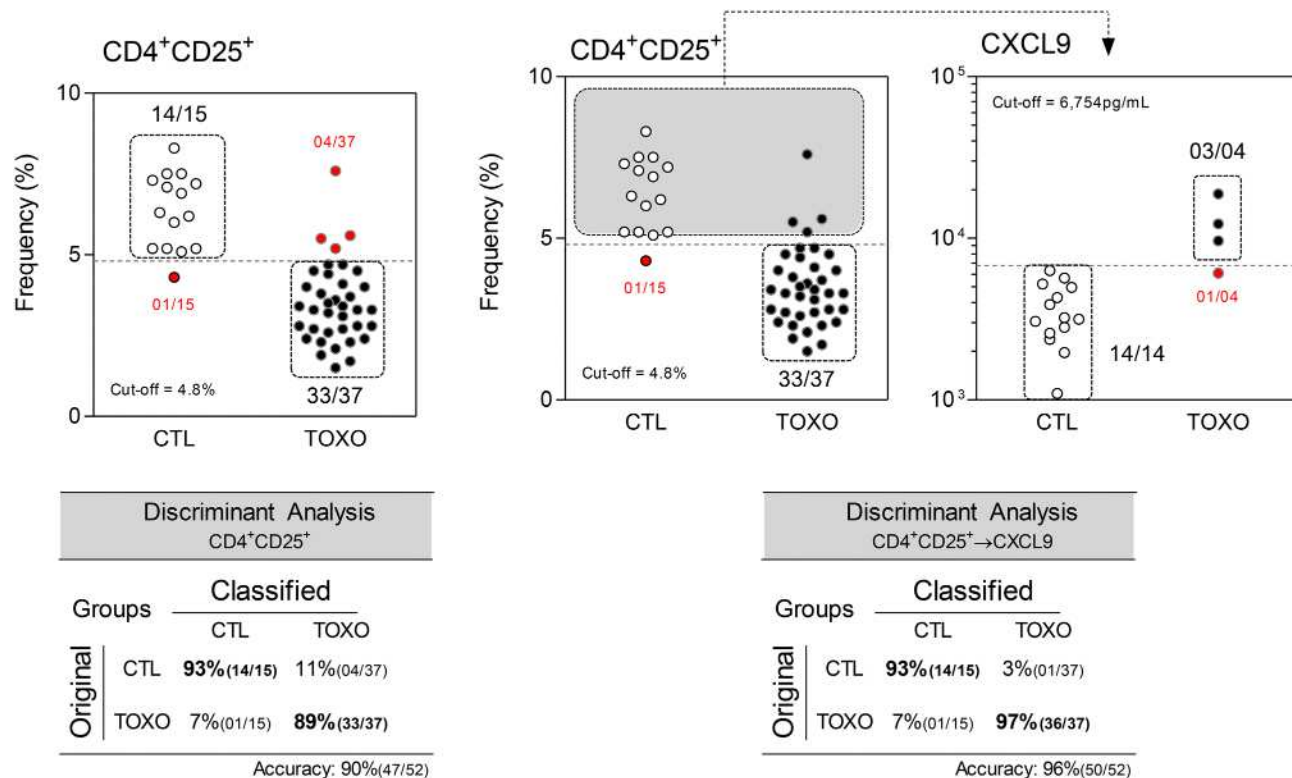 CD4⁺CD25⁺
10
5
0
Frequency (%)
14/15
04/37
01/15
Cut-off = 4.8%
33/37
CTL TOXO
CD4⁺CD25⁺
10
5
0
Frequency (%)
01/15
Cut-off = 4.8%
33/37
CTL TOXO
CXCL9
10⁵
10⁴
10³
Cut-off = 6,754pg/mL
03/04
01/04
14/14
CTL TOXO
Discriminant Analysis
CD4⁺CD25⁺
Groups Classified
CTL TOXO
Original
CTL 93%(14/15) 11%(04/37)
TOXO 7%(01/15) 89%(33/37)
Accuracy: 90%(47/52)
Discriminant Analysis
CD4⁺CD25⁺→CXCL9
Groups Classified
CTL TOXO
Original
CTL 93%(14/15) 3%(01/37)
TOXO 7%(01/15) 97%(36/37)
Accuracy: 96%(50/52)